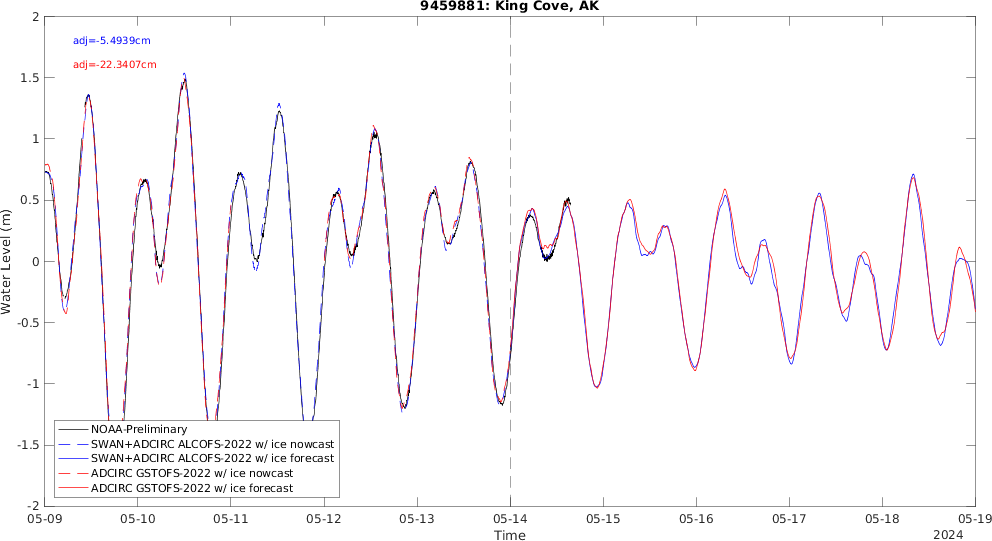 9459881: King Cove, AK
adj=-5.4939cm
adj=-22.3407cm
Water Level (m)
2
1.5
1
0.5
0
-0.5
-1
-1.5
-2
NOAA-Preliminary
SWAN+ADCIRC ALCOFS-2022 w/ ice nowcast
SWAN+ADCIRC ALCOFS-2022 w/ ice forecast
ADCIRC GSTOFS-2022 w/ ice nowcast
ADCIRC GSTOFS-2022 w/ ice forecast
05-09 05-10 05-11 05-12 05-13 05-14 05-15 05-16 05-17 05-18 05-19
Time
2024